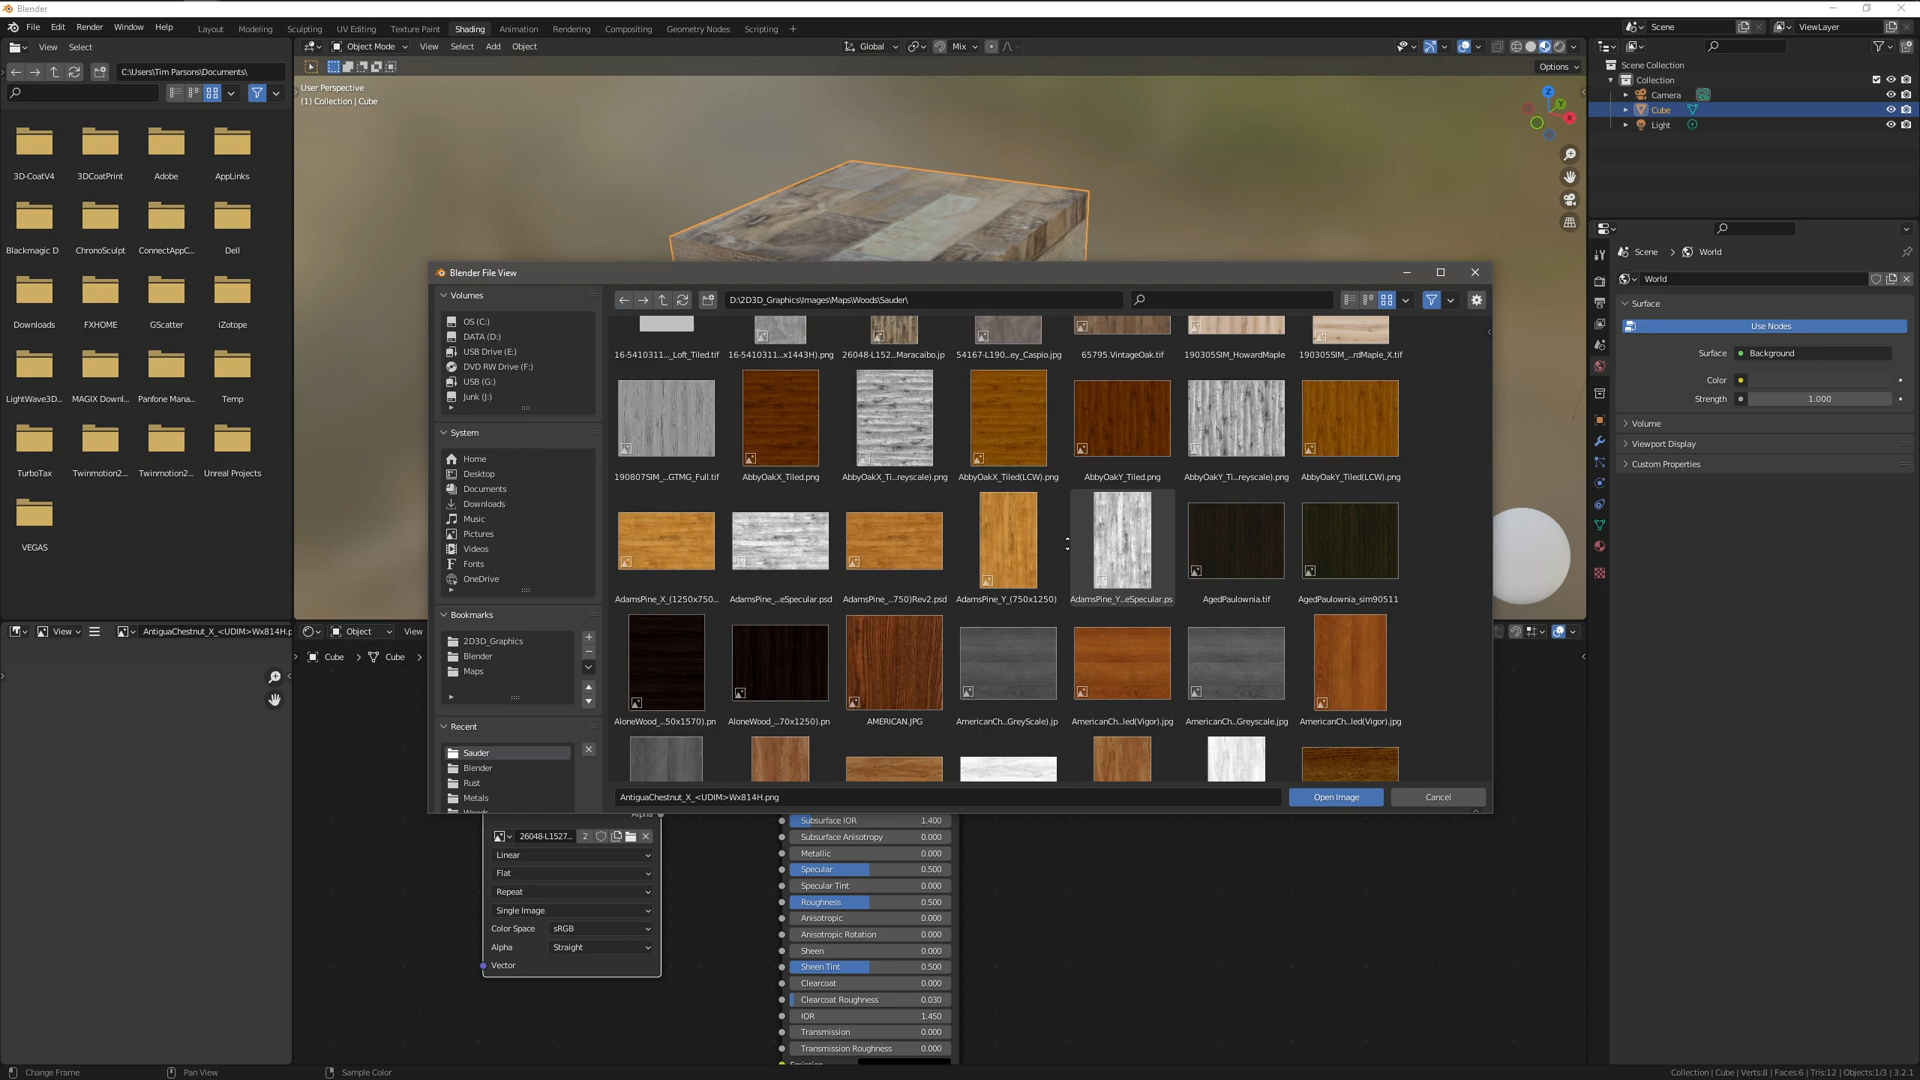 Blender
File Edit Render Window Help Layout Modeling Sculpting UV Editing Texture Paint Shading Animation Rendering Compositing Geometry Nodes Scripting + Scene ViewLayer
View Select
Object Mode View Select Add Object Global Mix
C:\Users\Tim Parsons\Documents\
Options
User Perspective
(1) Collection | Cube
3D-CoatV4 3DCoatPrint Adobe AppLinks
Blackmagic D ChronoSculpt ConnectAppC... Dell
Downloads FXHOME GScatter iZotope
LightWave3D... MAGIX Downl... Panfone Mana... Temp
TurboTax Twinmotion2... Twinmotion2... Unreal Projects
VEGAS
Z
Y
X
Scene Collection
Collection
Camera
Cube
Light
Scene > World
World
Surface
Use Nodes
Surface Background
Color
Strength 1.000
Volume
Viewport Display
Custom Properties
Blender File View
Volumes
OS (C:)
DATA (D:)
USB Drive (E:)
DVD RW Drive (F:)
USB (G:)
Junk (J:)
System
Home
Desktop
Documents
Downloads
Music
Pictures
Videos
Fonts
OneDrive
Bookmarks
2D3D_Graphics
Blender
Maps
Recent
Sauder
Blender
Rust
Metals
D:\2D3D_Graphics\Images\Maps\Woods\Sauder\
16-5410311..._Loft_Tiled.tif 16-5410311...x1443H).png 26048-L152...Maracaibo.jp 54167-L190...ey_Caspio.jpg 65795.VintageOak.tif 190305SIM_HowardMaple 190305SIM_...rdMaple_X.tif
190807SIM_...GTMG_Full.tif AbbyOakX_Tiled.png AbbyOakX_Ti...reyscale).png AbbyOakX_Tiled(LCW).png AbbyOakY_Tiled.png AbbyOakY_Ti...reyscale).png AbbyOakY_Tiled(LCW).png
AdamsPine_X_(1250x750... AdamsPine_...eSpecular.psd AdamsPine_...750)Rev2.psd AdamsPine_Y_(750x1250) AdamsPine_Y...eSpecular.ps AgedPaulownia.tif AgedPaulownia_sim90511
AloneWood_...50x1570).pn AloneWood_...70x1250).pn AMERICAN.JPG AmericanCh...GreyScale).jp AmericanCh...led(Vigor).jpg AmericanCh...Greyscale.jpg AmericanCh...led(Vigor).jpg
AntiguaChestnut_X_<UDIM>Wx814H.png Open Image Cancel
View AntiguaChestnut_X_<UDIM>Wx814H.p Object View
Cube > Cube >
26048-L1527... 2
Linear
Flat
Repeat
Single Image
Color Space sRGB
Alpha Straight
Vector
Subsurface IOR 1.400
Subsurface Anisotropy 0.000
Metallic 0.000
Specular 0.500
Specular Tint 0.000
Roughness 0.500
Anisotropic 0.000
Anisotropic Rotation 0.000
Sheen 0.000
Sheen Tint 0.500
Clearcoat 0.000
Clearcoat Roughness 0.030
IOR 1.450
Transmission 0.000
Transmission Roughness 0.000
Change Frame Pan View Sample Color Collection | Cube | Verts:8 | Faces:6 | Tris:12 | Objects:1/3 | 3.2.1